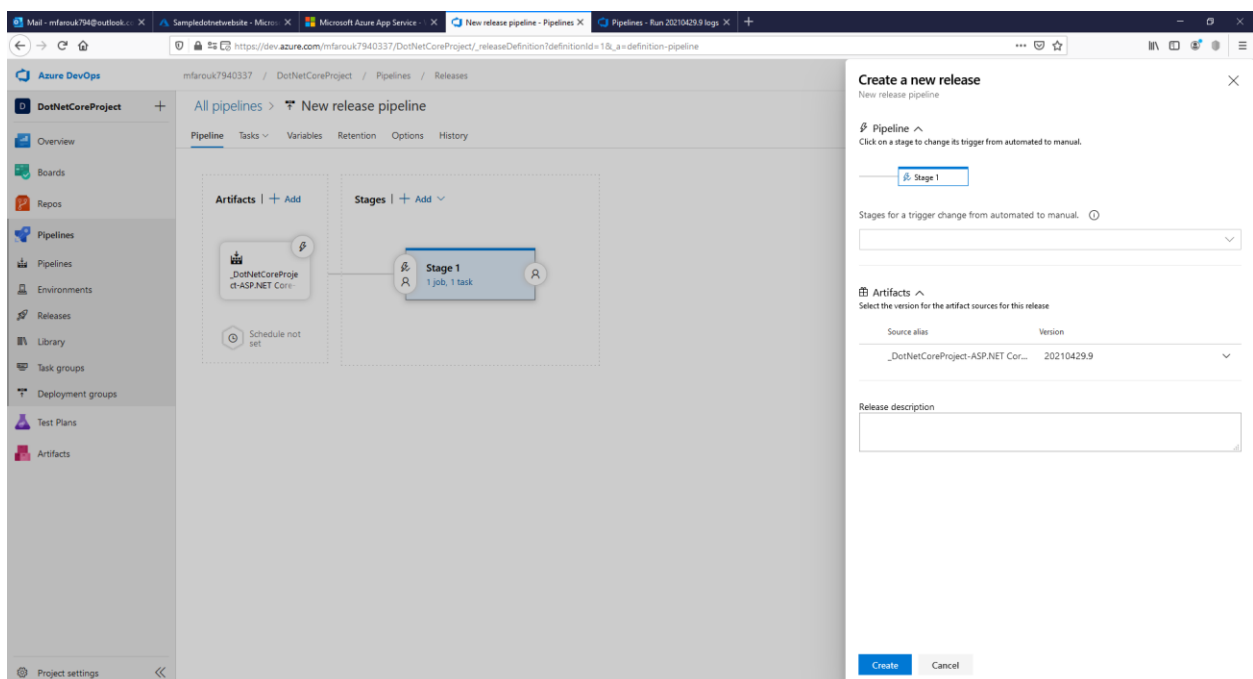 Mail - mfarouk794@outlook.co
Sampledotnetwebsite - Micros
Microsoft Azure App Service -
New release pipeline - Pipelines
Pipelines - Run 20210429.9 logs
https://dev.azure.com/mfarouk7940337/DotNetCoreProject/_releaseDefinition?definitionId=1&_a=definition-pipeline
Azure DevOps
mfarouk7940337 / DotNetCoreProject / Pipelines / Releases
D DotNetCoreProject
Overview
Boards
Repos
Pipelines
Pipelines
Environments
Releases
Library
Task groups
Deployment groups
Test Plans
Artifacts
Project settings
All pipelines > New release pipeline
Pipeline Tasks Variables Retention Options History
Artifacts | + Add
Stages | + Add
_DotNetCoreProje
ct-ASP.NET Core-
Schedule not
set
Stage 1
1 job, 1 task
Create a new release
New release pipeline
Pipeline
Click on a stage to change its trigger from automated to manual.
Stage 1
Stages for a trigger change from automated to manual.
Artifacts
Select the version for the artifact sources for this release
Source alias Version
_DotNetCoreProject-ASP.NET Cor... 20210429.9
Release description
Create Cancel